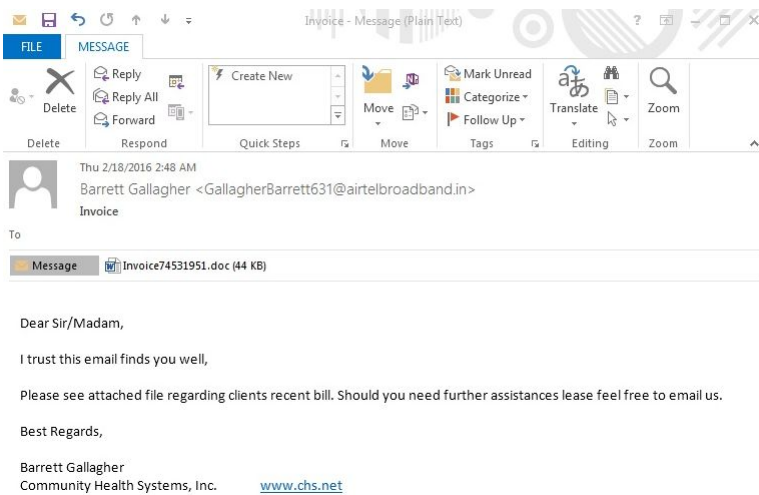 Invoice - Message (Plain Text)
?
FILE MESSAGE
Delete
Reply
Reply All
Forward
Create New
Move
Mark Unread
Categorize
Follow Up
Translate
Zoom
Delete Respond Quick Steps Move Tags Editing Zoom
Thu 2/18/2016 2:48 AM
Barrett Gallagher <GallagherBarrett631@airtelbroadband.in>
Invoice
To
Message Invoice74531951.doc (44 KB)
Dear Sir/Madam,
I trust this email finds you well,
Please see attached file regarding clients recent bill. Should you need further assistances lease feel free to email us.
Best Regards,
Barrett Gallagher
Community Health Systems, Inc. www.chs.net